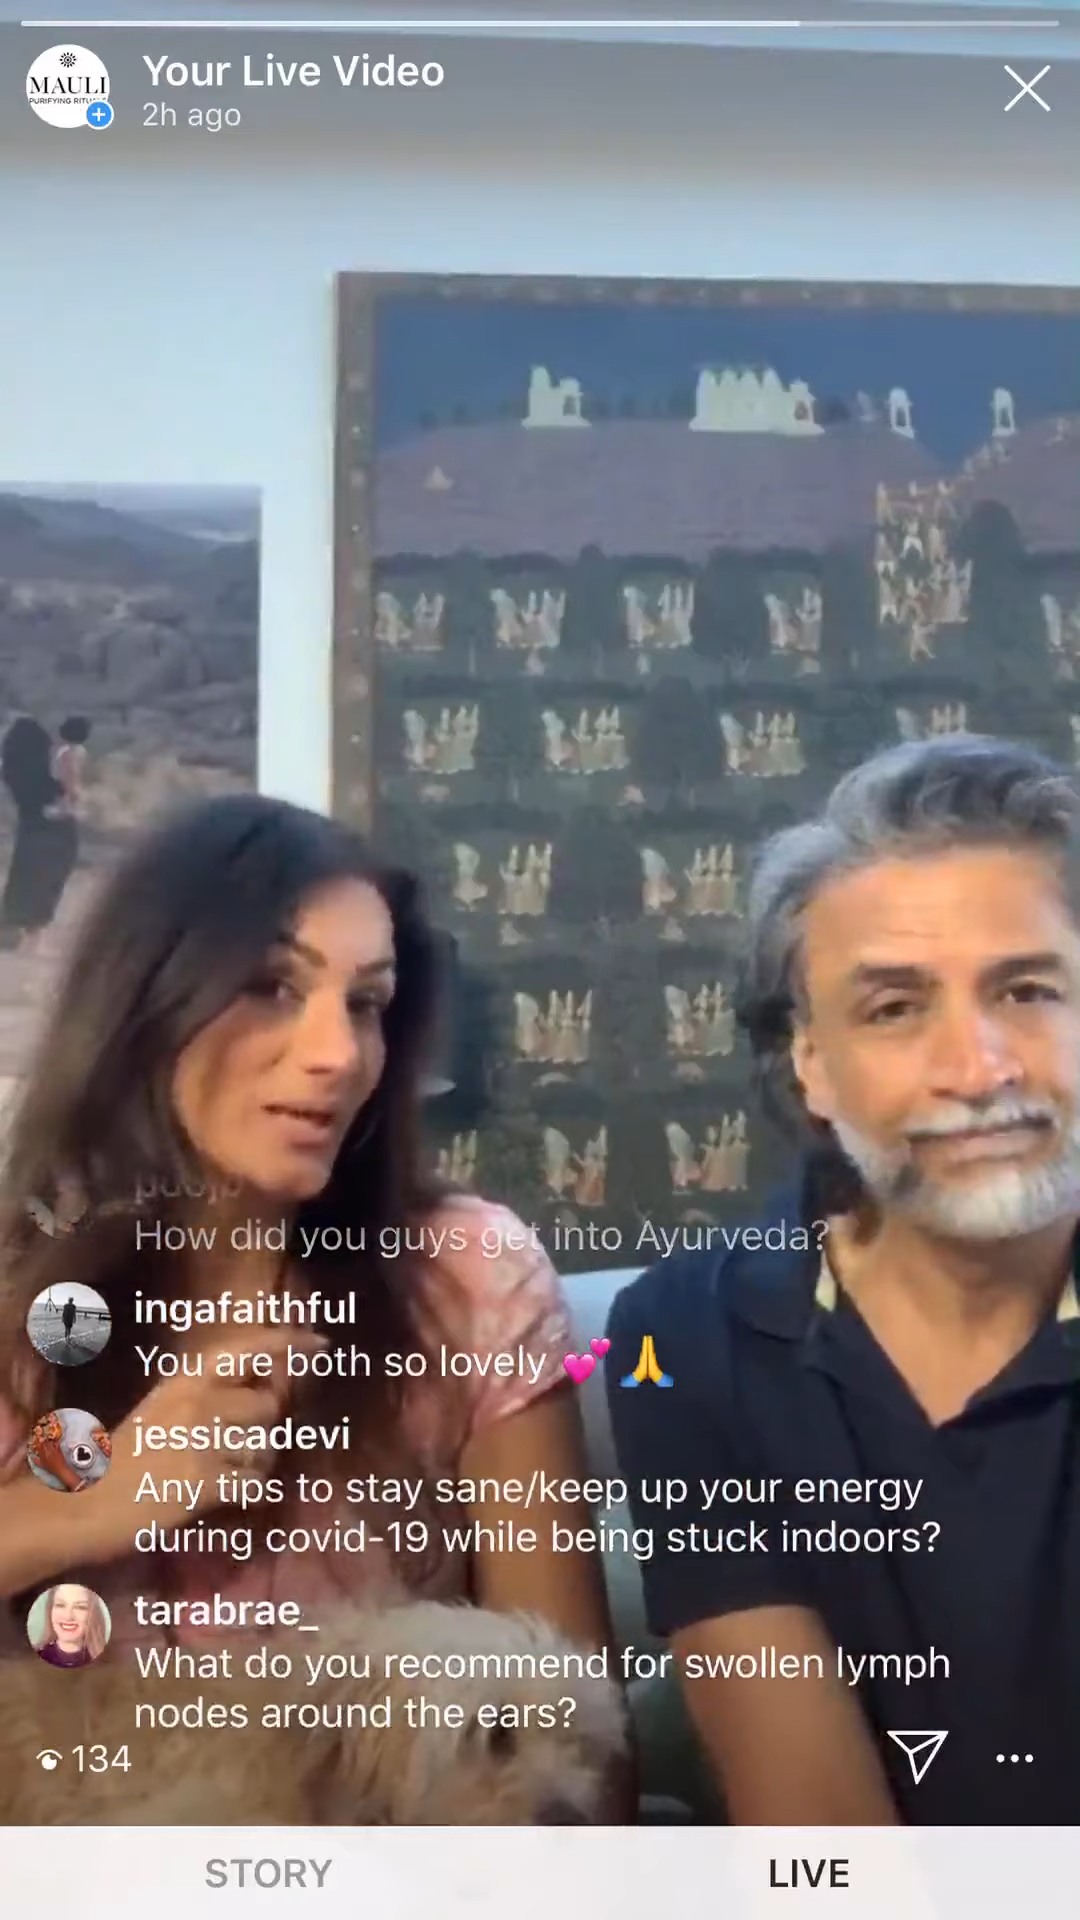 MAULI
PURIFYING RITU
Your Live Video
2h ago
How did you guys get into Ayurveda?
ingafaithful
You are both so lovely 💕 🙏
jessicadevi
Any tips to stay sane/keep up your energy
during covid-19 while being stuck indoors?
tarabrae_
What do you recommend for swollen lymph
nodes around the ears?
134
STORY
LIVE